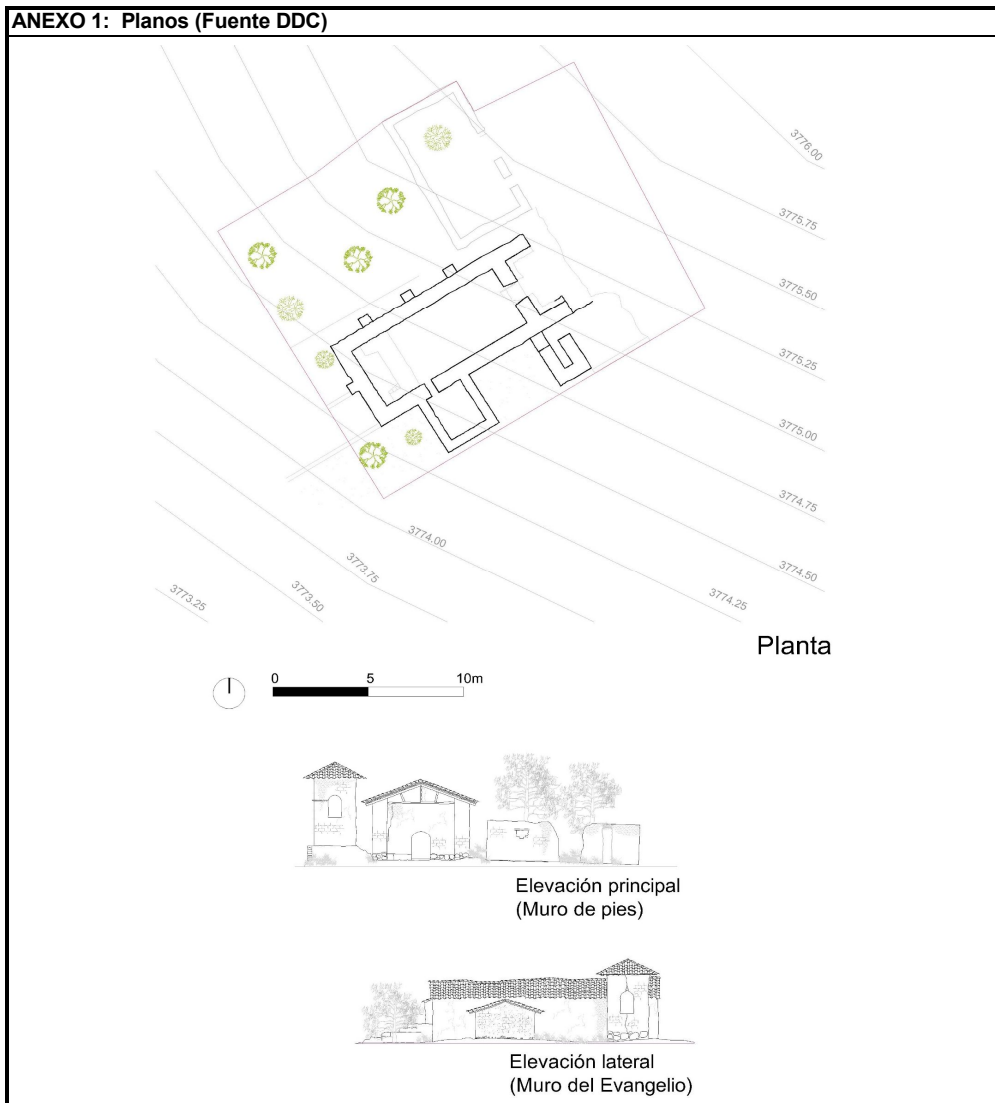 ANEXO 1: Planos (Fuente DDC)
3776.00
3775.75
3775.50
3775.25
3775.00
3774.75
3774.50
3774.25
3774.00
3773.75
3773.50
3773.25
Planta
0 5 10m
Elevación principal
(Muro de pies)
Elevación lateral
(Muro del Evangelio)